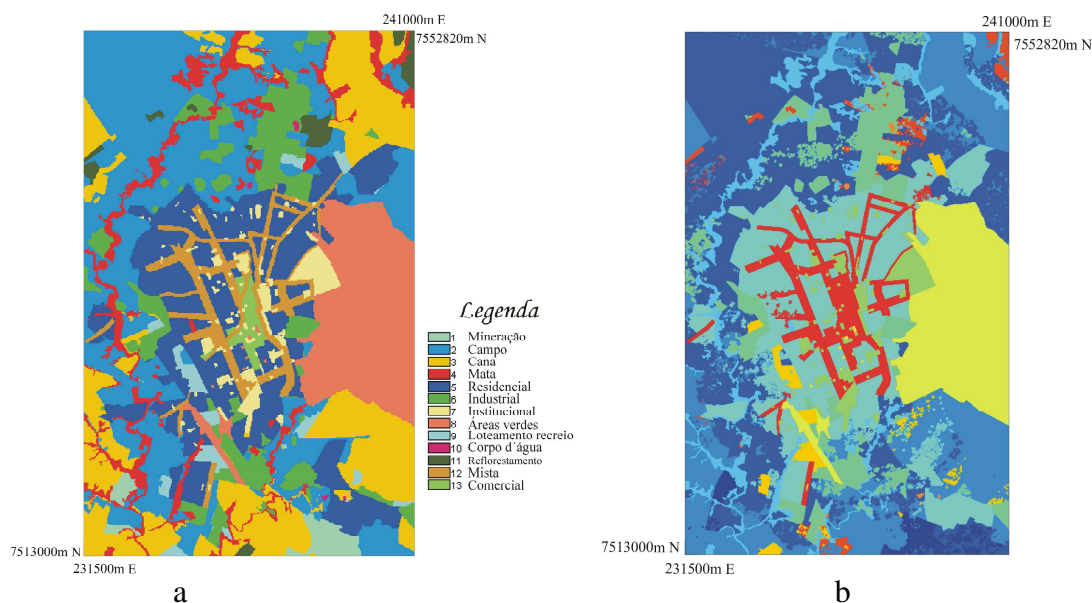 241000m E
7552820m N
241000m E
7552820m N
Legenda
1 Mineração
2 Campo
3 Cana
4 Mata
5 Residencial
6 Industrial
7 Institucional
8 Áreas verdes
9 Loteamento recreio
10 Corpo d´água
11 Reflorestamento
12 Mista
13 Comercial
7513000m N
231500m E
7513000m N
231500m E
a
b